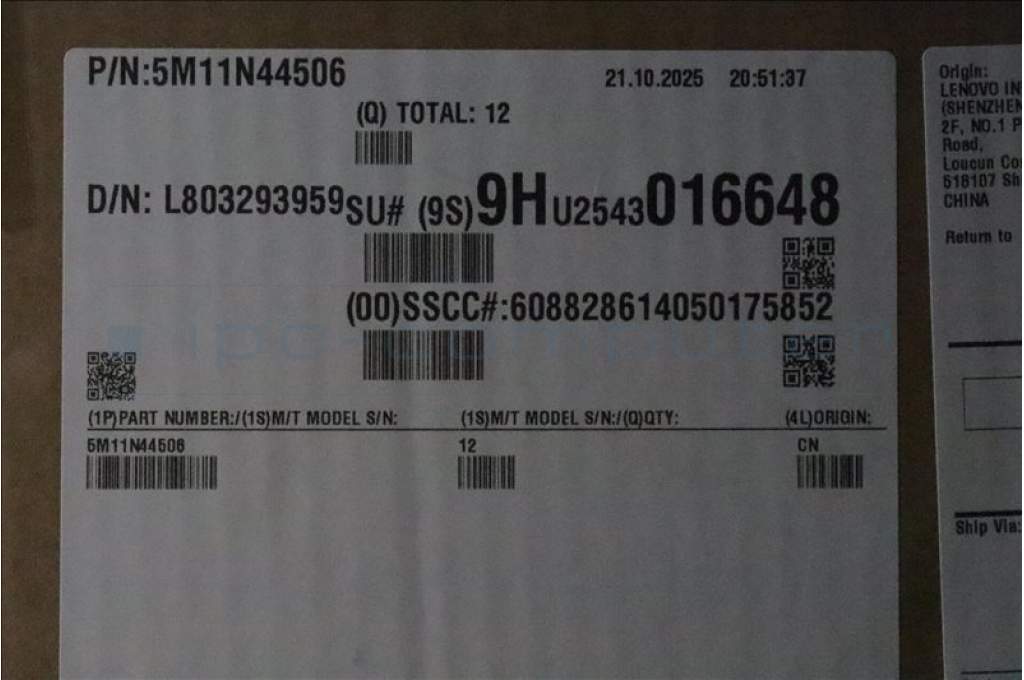 P/N:5M11N44506
21.10.2025 20:51:37
(Q) TOTAL: 12
D/N: L803293959 SU# (9S)9HU2543016648
(00)SSCC#:608828614050175852
(1P)PART NUMBER:/(1S)M/T MODEL S/N: (1S)M/T MODEL S/N:/(Q)QTY: (4L)ORIGIN:
5M11N44506 12 CN
Origin:
LENOVO IN
(SHENZHEN
2F, NO.1 P
Road,
Loucun Co
518107 Sh
CHINA
Return to
Ship Via: